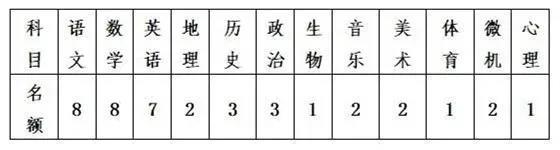 科目 语文 数学 英语 地理 历史 政治 生物 音乐 美术 体育 微机 心理
名额 8 8 7 2 3 3 1 2 2 1 2 1